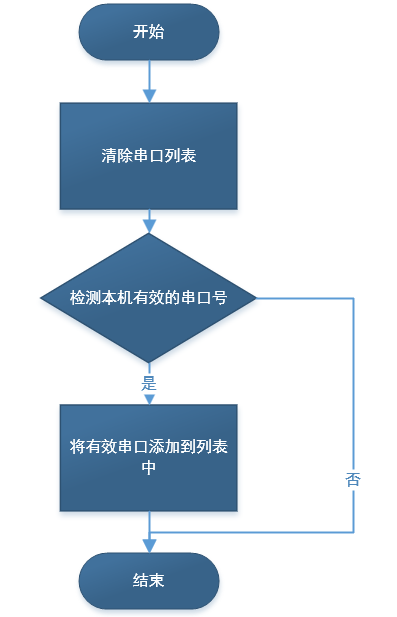 开始
清除串口列表
检测本机有效的串口号
是
将有效串口添加到列表
中
否
结束